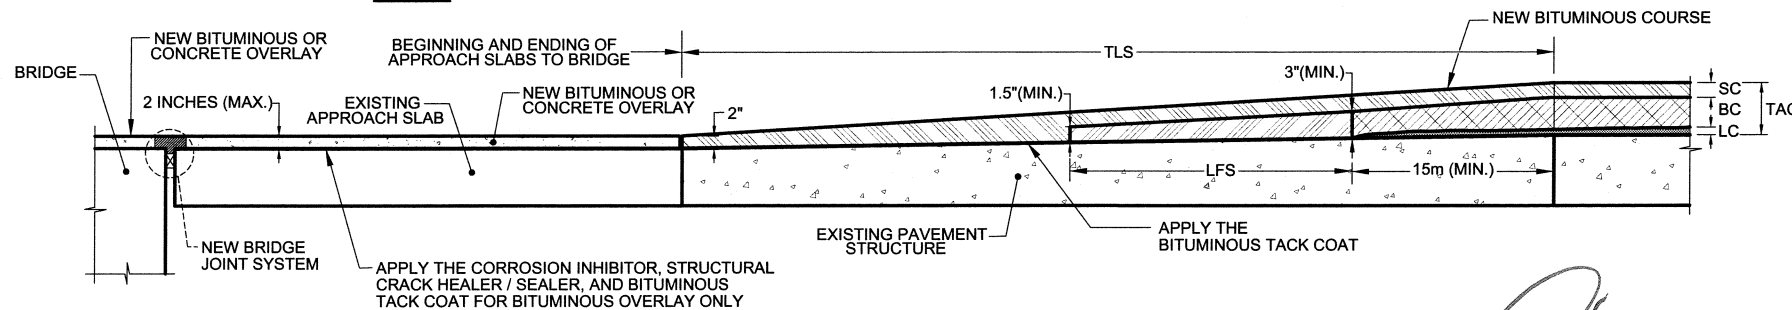 NEW BITUMINOUS COURSE
NEW BITUMINOUS OR
CONCRETE OVERLAY
BEGINNING AND ENDING OF
APPROACH SLABS TO BRIDGE
TLS
BRIDGE
2 INCHES (MAX.)
EXISTING
APPROACH SLAB
NEW BITUMINOUS OR
CONCRETE OVERLAY
2"
1.5"(MIN.)
3"(MIN.)
SC
BC
LC
TAC
LFS
15m (MIN.)
NEW BRIDGE
JOINT SYSTEM
EXISTING PAVEMENT
STRUCTURE
APPLY THE
BITUMINOUS TACK COAT
APPLY THE CORROSION INHIBITOR, STRUCTURAL
CRACK HEALER / SEALER, AND BITUMINOUS
TACK COAT FOR BITUMINOUS OVERLAY ONLY